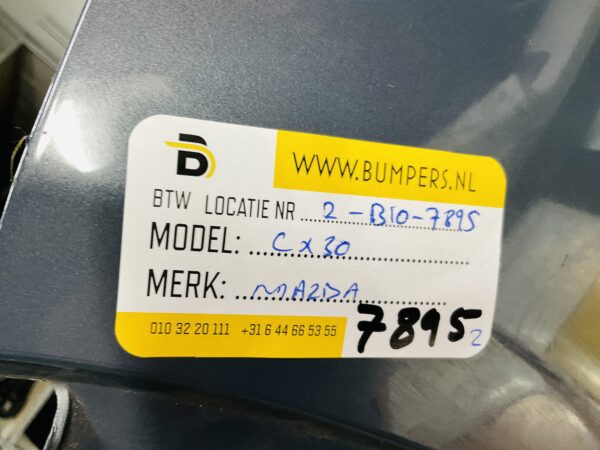 WWW.BUMPERS.NL
BTW LOCATIE NR 2-B10-7895
MODEL: CX30
MERK: MAZDA
010 32 20 111 +31 6 44 66 53 55
7895 2